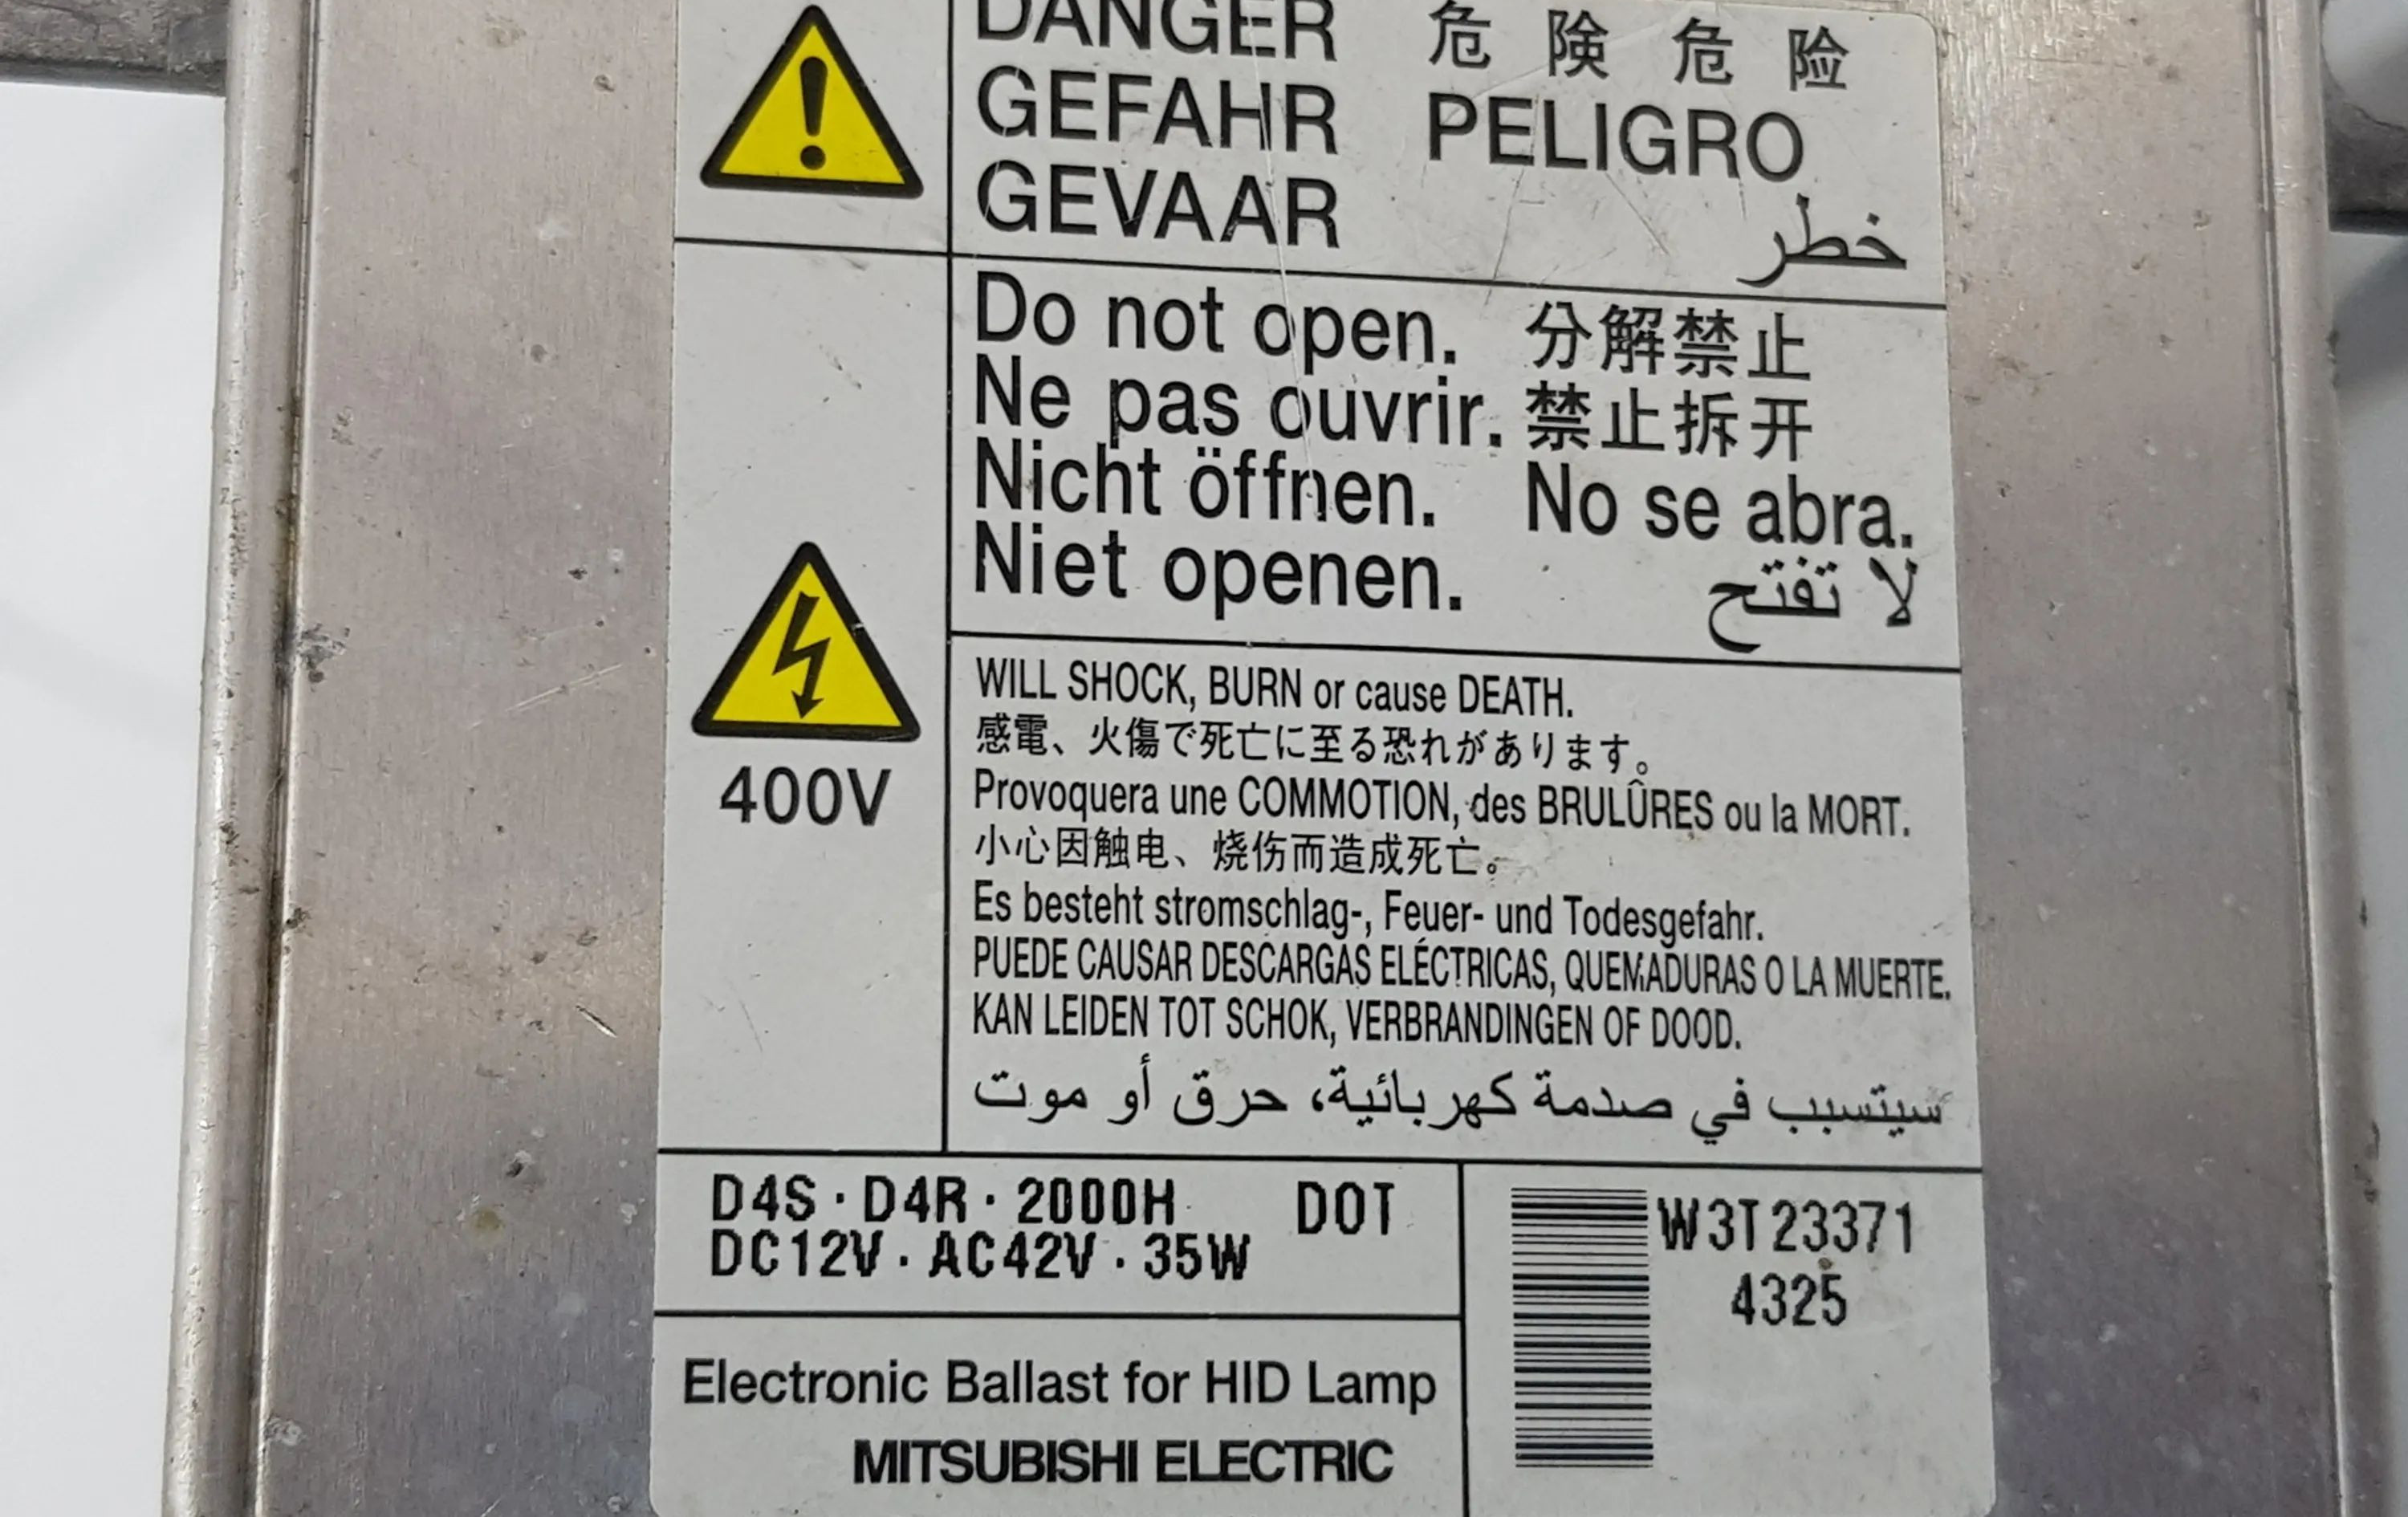 DANGER 危険 危险
GEFAHR PELIGRO
GEVAAR خطر
Do not open. 分解禁止
Ne pas ouvrir. 禁止拆开
Nicht öffnen. No se abra.
Niet openen. لا تفتح
400V
WILL SHOCK, BURN or cause DEATH.
感電、火傷で死亡に至る恐れがあります。
Provoquera une COMMOTION, des BRULÛRES ou la MORT.
小心因触电、烧伤而造成死亡。
Es besteht stromschlag-, Feuer- und Todesgefahr.
PUEDE CAUSAR DESCARGAS ELÉCTRICAS, QUEMADURAS O LA MUERTE.
KAN LEIDEN TOT SCHOK, VERBRANDINGEN OF DOOD.
سيتسبب في صدمة كهربائية، حرق أو موت
D4S · D4R · 2000H DOT
DC12V · AC42V · 35W
W3T23371
4325
Electronic Ballast for HID Lamp
MITSUBISHI ELECTRIC